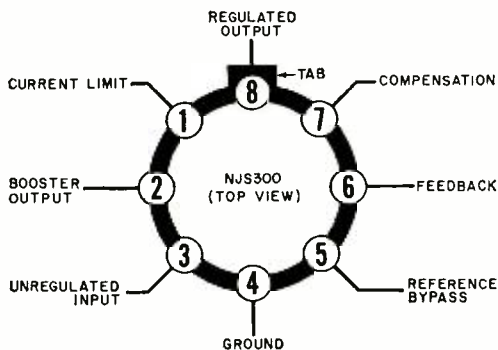 REGULATED
OUTPUT
TAB
8
CURRENT LIMIT
COMPENSATION
1
7
BOOSTER
OUTPUT
2
NJS300
(TOP VIEW)
6
FEEDBACK
3
5
UNREGULATED
INPUT
4
REFERENCE
BYPASS
GROUND